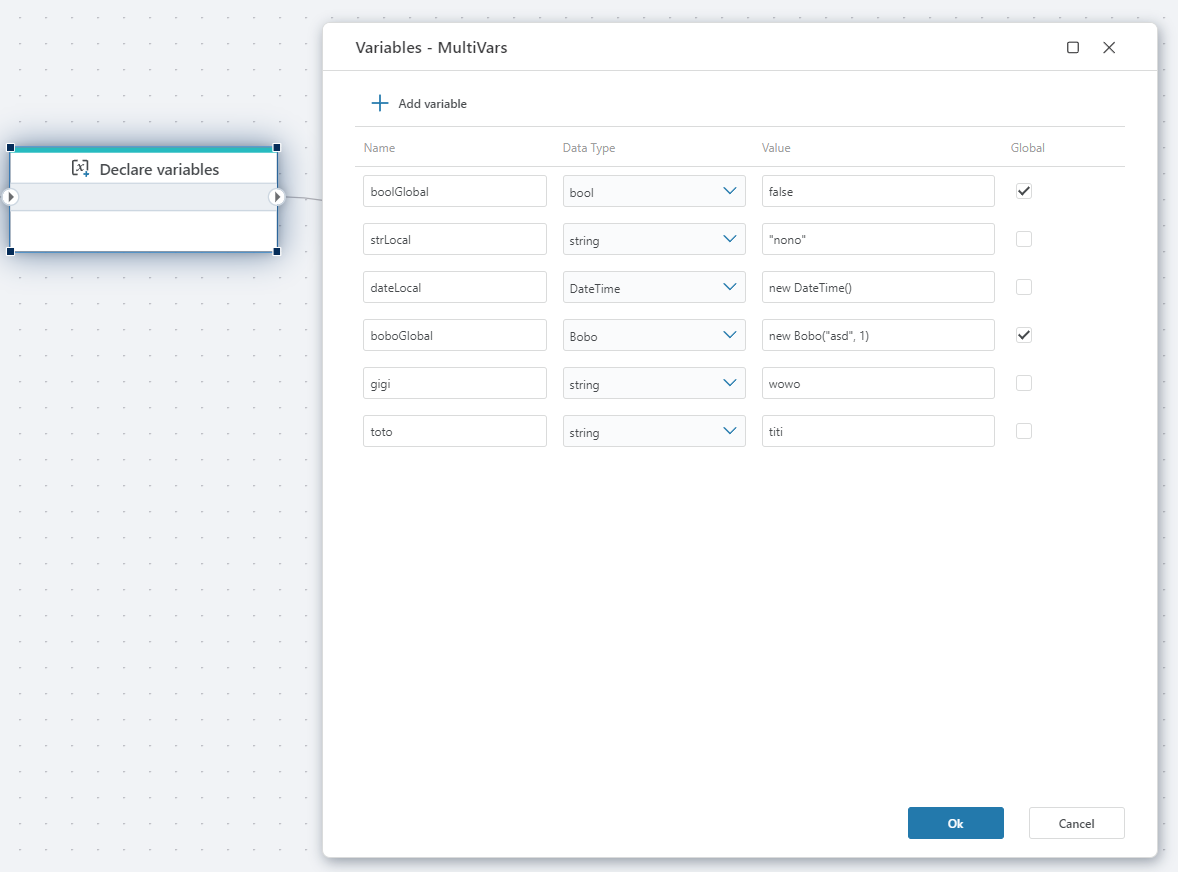 Variables - MultiVars
Declare variables
Add variable
Name Data Type Value Global
boolGlobal bool false
strLocal string "nono"
dateLocal DateTime new DateTime()
boboGlobal Bobo new Bobo("asd", 1)
gigi string wowo
toto string titi
Ok Cancel